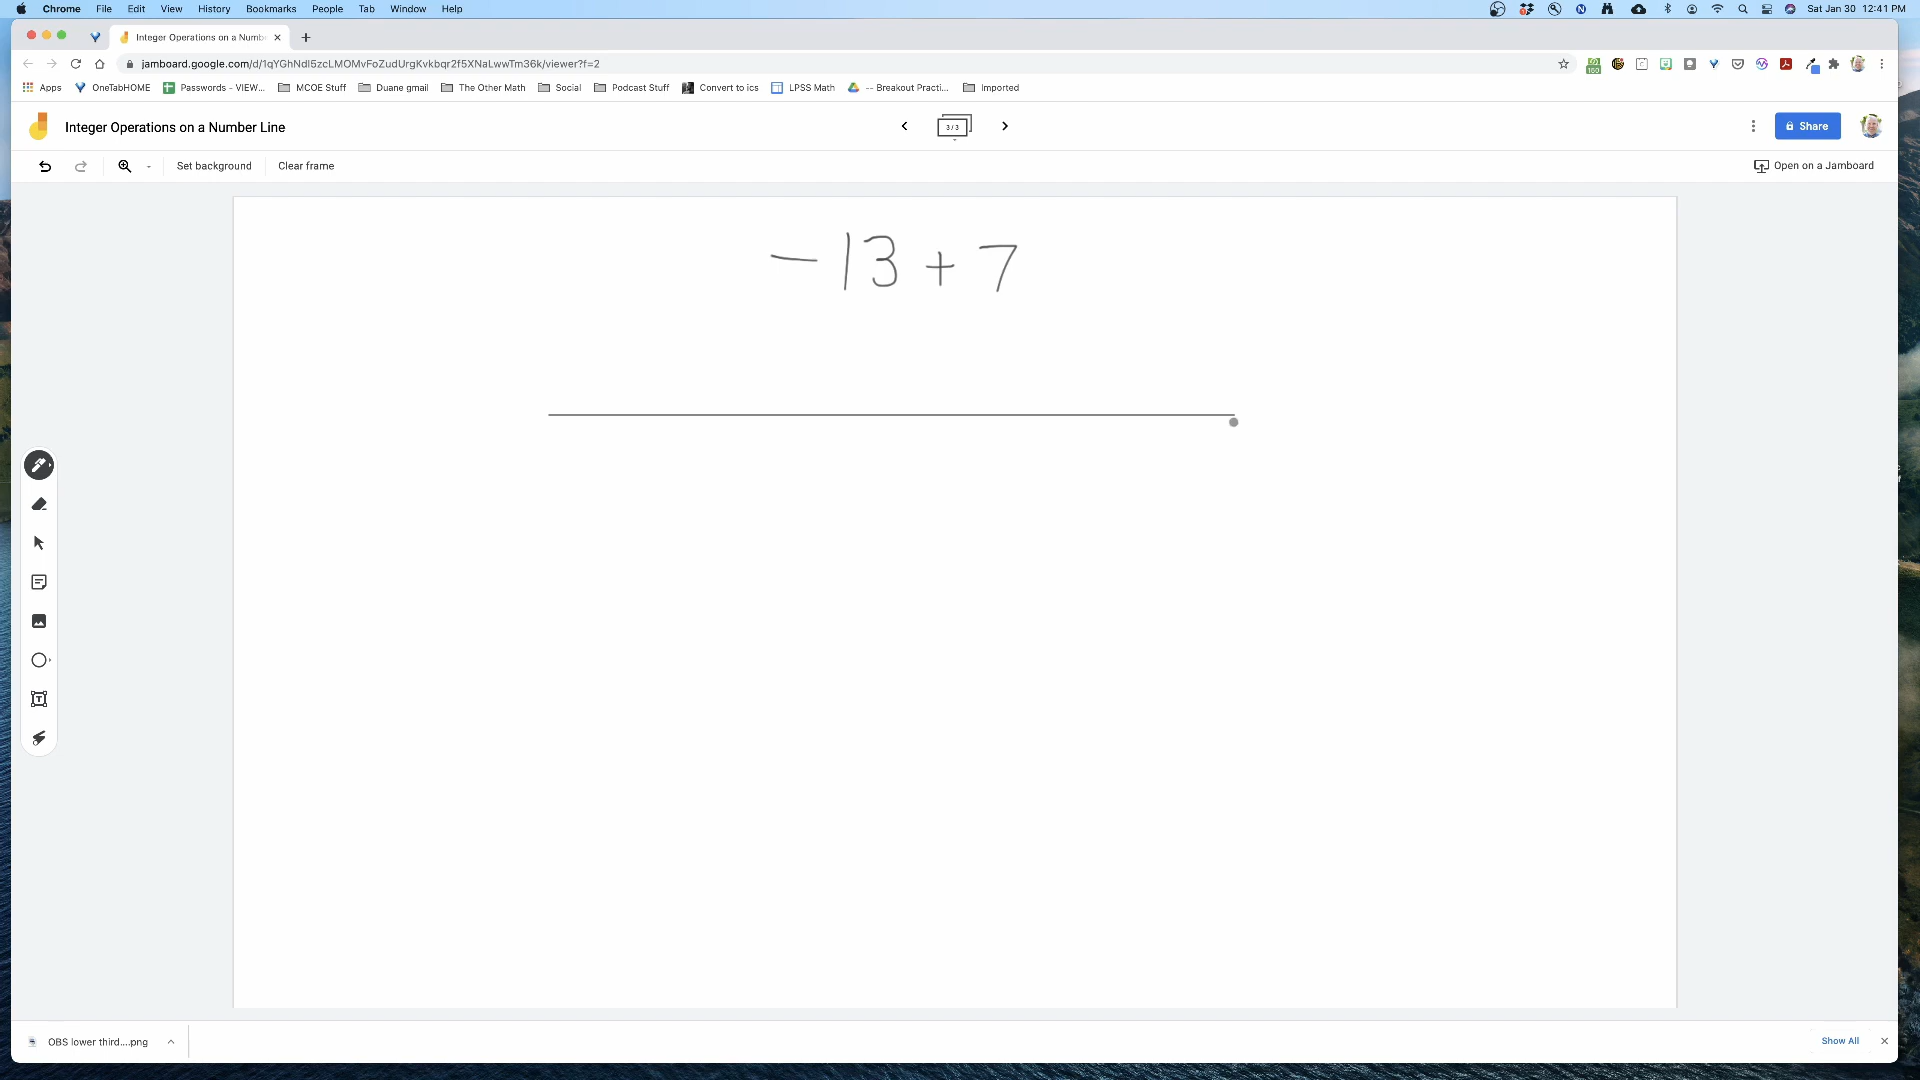 Chrome File Edit View History Bookmarks People Tab Window Help Sat Jan 30 12:41 PM
Integer Operations on a Numb
jamboard.google.com/d/1qYGhNdI5zcLMOMvFoZudUrgKvkbqr2f5XNaLwwTm36k/viewer?f=2
Apps OneTabHOME Passwords - VIEW... MCOE Stuff Duane gmail The Other Math Social Podcast Stuff Convert to ics LPSS Math -- Breakout Practi... Imported
Integer Operations on a Number Line 3 / 3 Share
Set background Clear frame Open on a Jamboard
-13 + 7
OBS lower third....png Show All